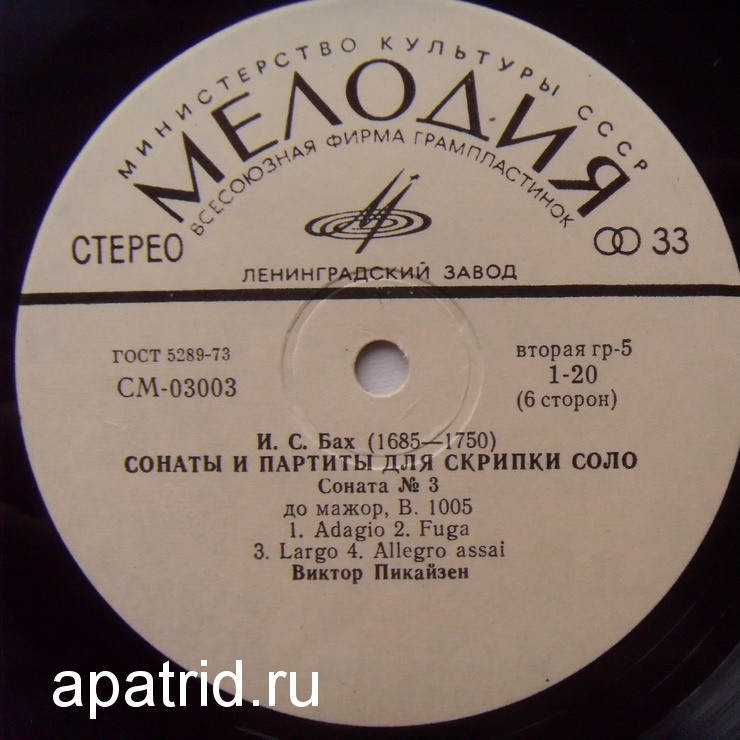 МИНИСТЕРСТВО КУЛЬТУРЫ СССР
МЕЛОДИЯ
ВСЕСОЮЗНАЯ ФИРМА ГРАМПЛАСТИНОК
СТЕРЕО
33
ЛЕНИНГРАДСКИЙ ЗАВОД
ГОСТ 5289-73
СМ-03003
вторая гр-5
1-20
(6 сторон)
И. С. Бах (1685—1750)
СОНАТЫ И ПАРТИТЫ ДЛЯ СКРИПКИ СОЛО
Соната № 3
до мажор, В. 1005
1. Adagio 2. Fuga
3. Largo 4. Allegro assai
Виктор Пикайзен
apatrid.ru